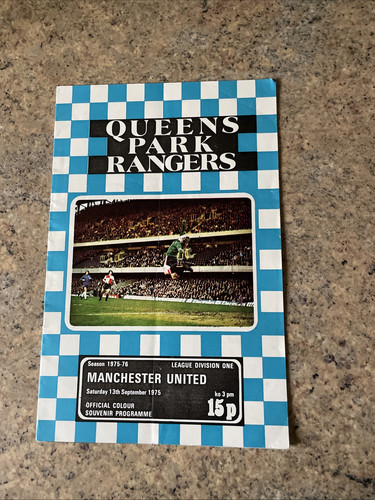 QUEENS
PARK
RANGERS
Season 1975-76 LEAGUE DIVISION ONE
MANCHESTER UNITED
Saturday 13th September 1975 ko 3 pm
OFFICIAL COLOUR
SOUVENIR PROGRAMME
15p